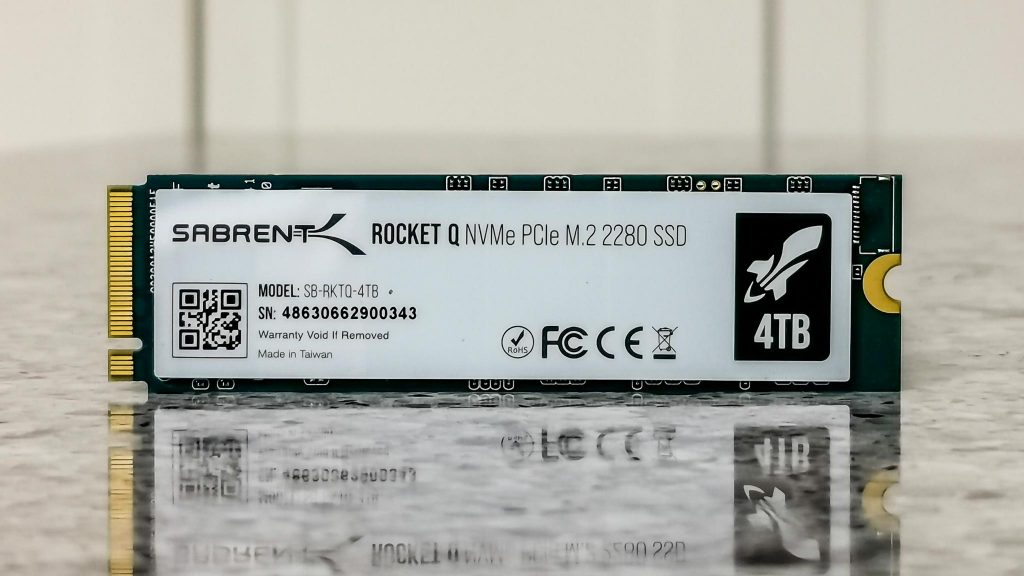 SABRENT
ROCKET Q NVMe PCIe M.2 2280 SSD
MODEL: SB-RKTQ-4TB
SN: 48630662900343
Warranty Void If Removed
Made in Taiwan
RoHS
FC CE
4TB